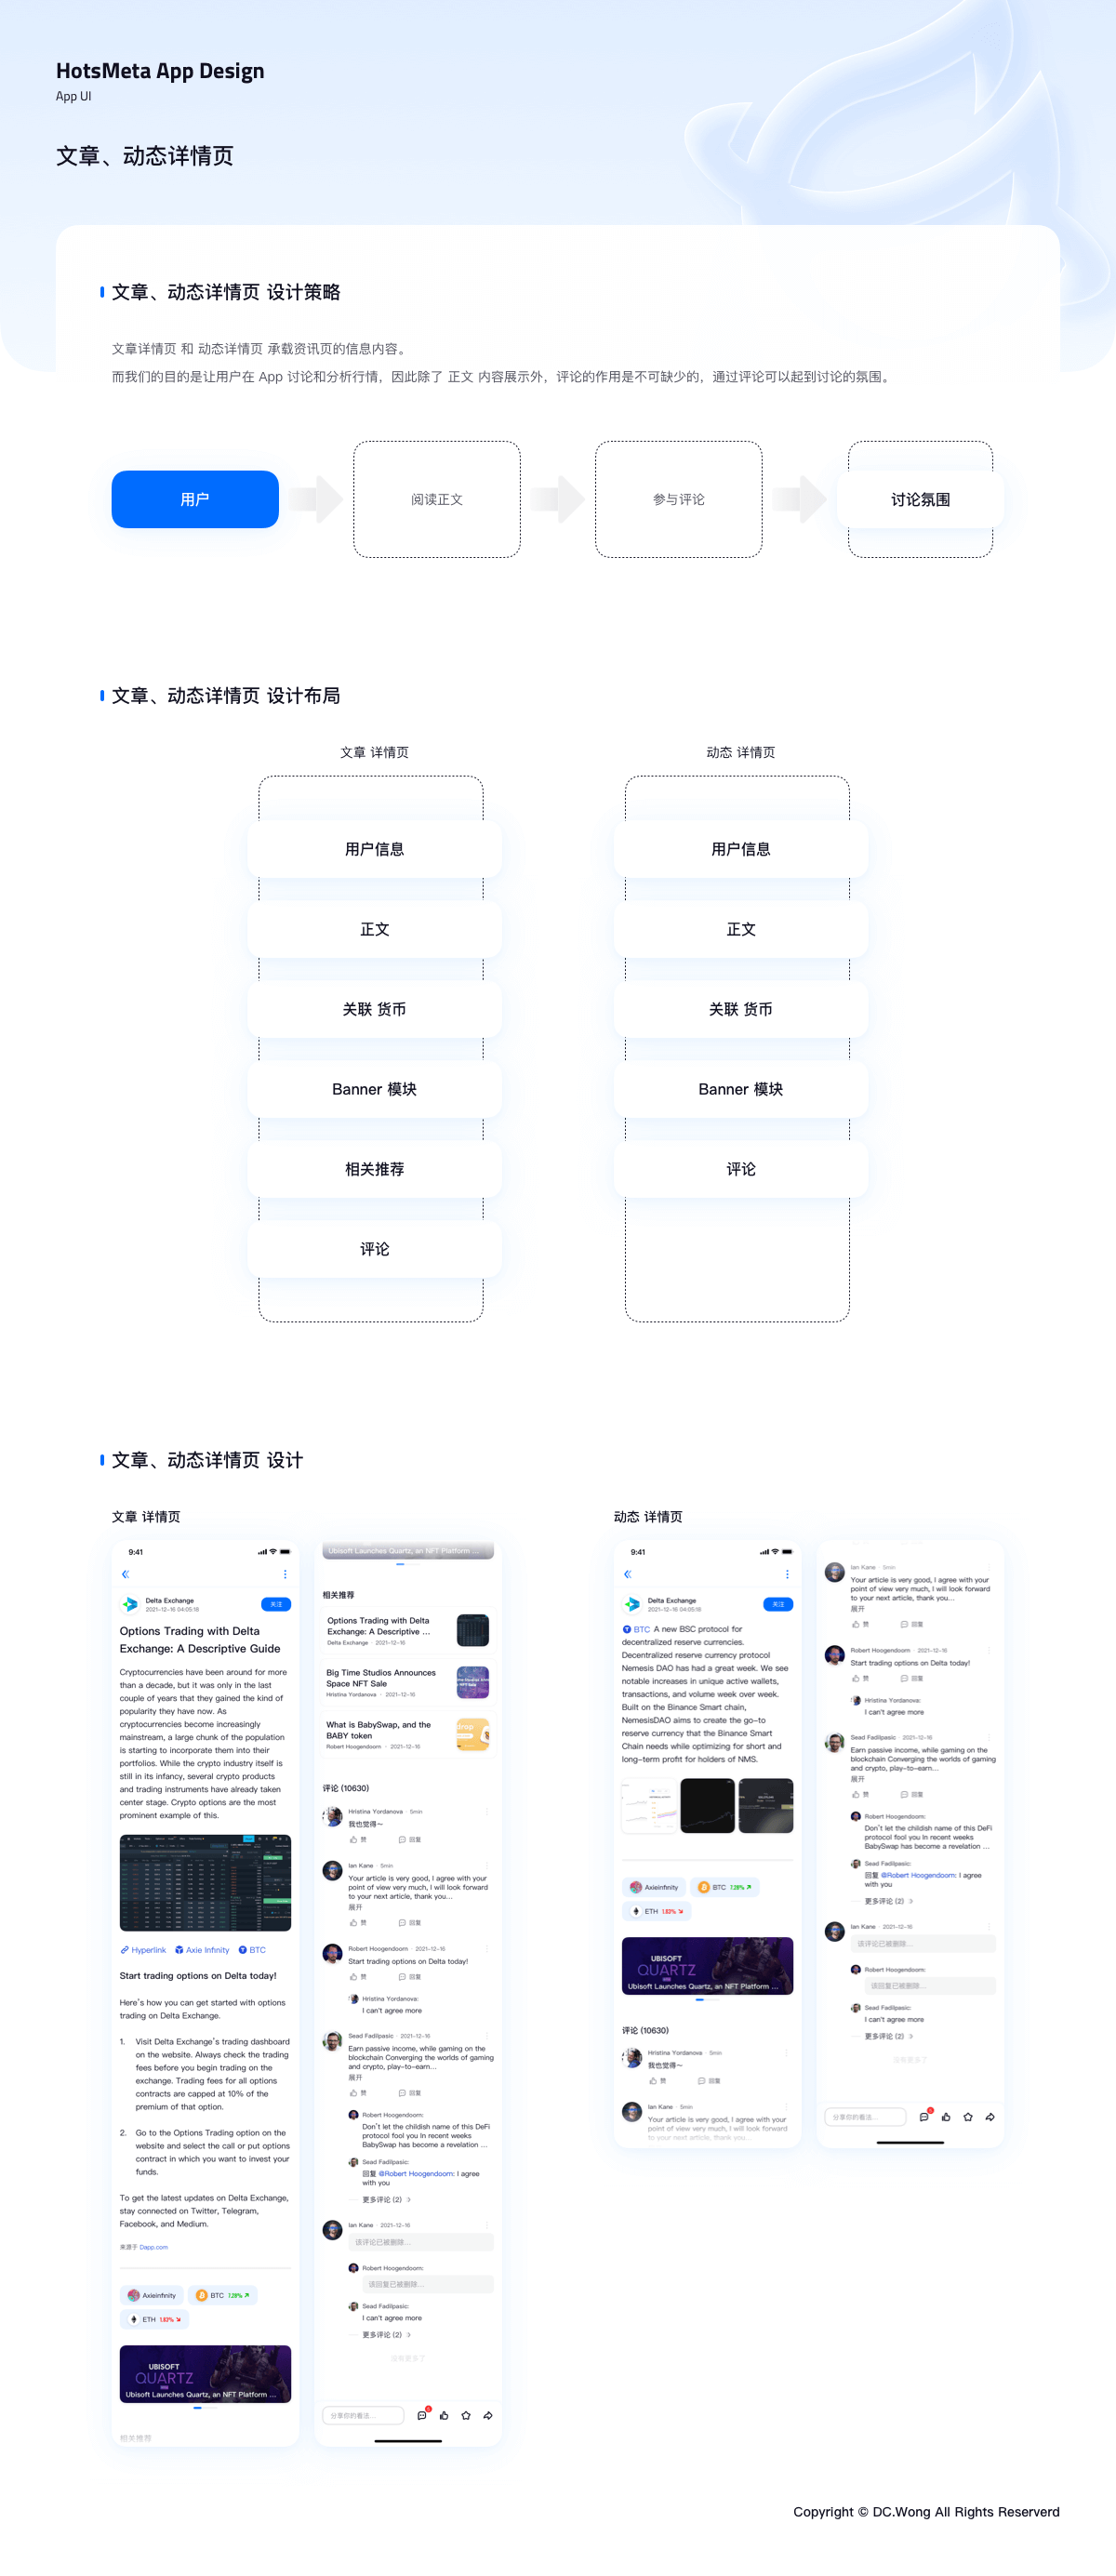 HotsMeta App Design
App UI
文章、动态详情页
文章、动态详情页 设计策略
文章详情页 和 动态详情页 承载资讯页的信息内容。
而我们的目的是让用户在 App 讨论和分析行情，因此除了 正文 内容展示外，评论的作用是不可缺少的，通过评论可以起到讨论的氛围。
用户
阅读正文
参与评论
讨论氛围
文章、动态详情页 设计布局
文章 详情页
用户信息
正文
关联 货币
Banner 模块
相关推荐
评论
动态 详情页
用户信息
正文
关联 货币
Banner 模块
评论
文章、动态详情页 设计
文章 详情页
9:41
Delta Exchange
2021-12-16 04:05:18
关注
Options Trading with Delta
Exchange: A Descriptive Guide
Cryptocurrencies have been around for more
than a decade, but it was only in the last
couple of years that they gained the kind of
popularity they have now. As
cryptocurrencies become increasingly
mainstream, a large chunk of the population
is starting to incorporate them into their
portfolios. While the crypto industry itself is
still in its infancy, several crypto products
and trading instruments have already taken
center stage. Crypto options are the most
prominent example of this.
Hyperlink Axie Infinity BTC
Start trading options on Delta today!
Here's how you can get started with options
trading on Delta Exchange.
1. Visit Delta Exchange's trading dashboard
on the website. Always check the trading
fees before you begin trading on the
exchange. Trading fees for all options
contracts are capped at 10% of the
premium of that option.
2. Go to the Options Trading option on the
website and select the call or put options
contract in which you want to invest your
funds.
To get the latest updates on Delta Exchange,
stay connected on Twitter, Telegram,
Facebook, and Medium.
来源于 Dapp.com
Axieinfinity BTC 7.28%
ETH 1.83%
UBISOFT
QUARTZ
Ubisoft Launches Quartz, an NFT Platform ...
相关推荐
Ubisoft Launches Quartz, an NFT Platform ...
相关推荐
Options Trading with Delta
Exchange: A Descriptive ...
Delta Exchange · 2021-12-16
Big Time Studios Announces
Space NFT Sale
Hristina Yordanova · 2021-12-16
What is BabySwap, and the
BABY token
Robert Hoogendoorn · 2021-12-16
评论 (10630)
Hristina Yordanova · 5min
我也觉得~
赞 回复
Ian Kane · 5min
Your article is very good, I agree with your
point of view very much, I will look forward
to your next article, thank you...
展开
赞 回复
Robert Hoogendoorn · 2021-12-16
Start trading options on Delta today!
赞 回复
Hristina Yordanova:
I can't agree more
Sead Fadilpasic · 2021-12-16
Earn passive income, while gaming on the
blockchain Converging the worlds of gaming
and crypto, play-to-earn...
展开
赞 回复
Robert Hoogendoorn:
Don't let the childish name of this DeFi
protocol fool you In recent weeks
BabySwap has become a revelation ...
Sead Fadilpasic:
回复 @Robert Hoogendoorn: I agree
with you
更多评论 (2)
Ian Kane · 2021-12-16
该评论已被删除...
Robert Hoogendoorn:
该回复已被删除...
Sead Fadilpasic:
I can't agree more
更多评论 (2)
没有更多了
分享你的看法...
动态 详情页
9:41
Delta Exchange
2021-12-16 04:05:18
关注
BTC A new BSC protocol for
decentralized reserve currencies.
Decentralized reserve currency protocol
Nemesis DAO has had a great week. We see
notable increases in unique active wallets,
transactions, and volume week over week.
Built on the Binance Smart chain,
NemesisDAO aims to create the go-to
reserve currency that the Binance Smart
Chain needs while optimizing for short and
long-term profit for holders of NMS.
Axieinfinity BTC 7.28%
ETH 1.83%
UBISOFT
QUARTZ
Ubisoft Launches Quartz, an NFT Platform ...
评论 (10630)
Hristina Yordanova · 5min
我也觉得~
赞 回复
Ian Kane · 5min
Your article is very good, I agree with your
point of view very much, I will look forward
to your next article, thank you...
Ian Kane · 5min
Your article is very good, I agree with your
point of view very much, I will look forward
to your next article, thank you...
展开
赞 回复
Robert Hoogendoorn · 2021-12-16
Start trading options on Delta today!
赞 回复
Hristina Yordanova:
I can't agree more
Sead Fadilpasic · 2021-12-16
Earn passive income, while gaming on the
blockchain Converging the worlds of gaming
and crypto, play-to-earn...
展开
赞 回复
Robert Hoogendoorn:
Don't let the childish name of this DeFi
protocol fool you In recent weeks
BabySwap has become a revelation ...
Sead Fadilpasic:
回复 @Robert Hoogendoorn: I agree
with you
更多评论 (2)
Ian Kane · 2021-12-16
该评论已被删除...
Robert Hoogendoorn:
该回复已被删除...
Sead Fadilpasic:
I can't agree more
更多评论 (2)
没有更多了
分享你的看法...
Copyright © DC.Wong All Rights Reserverd